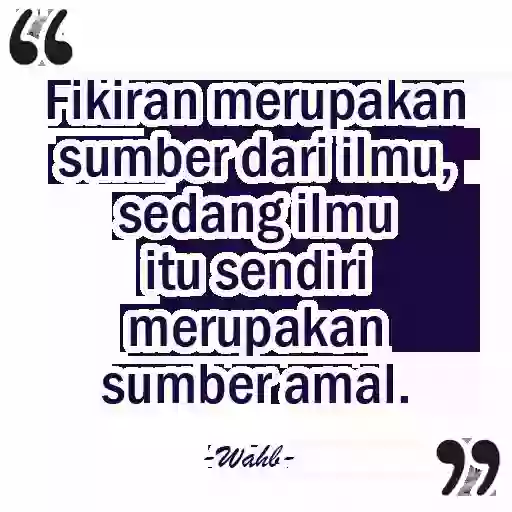 Fikiran merupakan
sumber dari ilmu,
sedang ilmu
itu sendiri
merupakan
sumber amal.
-Wahb-